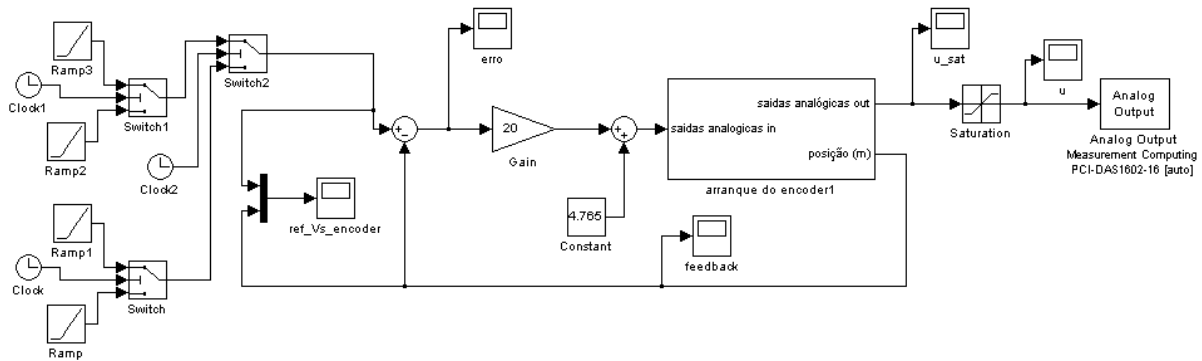 Ramp3
Clock1
Switch1
Ramp2
Switch2
Clock2
Ramp1
Clock
Switch
Ramp
erro
ref_Vs_encoder
20
Gain
4.765
Constant
saidas analógicas out
saidas analogicas in
posição (m)
arranque do encoder1
feedback
u_sat
Saturation
u
Analog
Output
Analog Output
Measurement Computing
PCI-DAS1602-16 [auto]